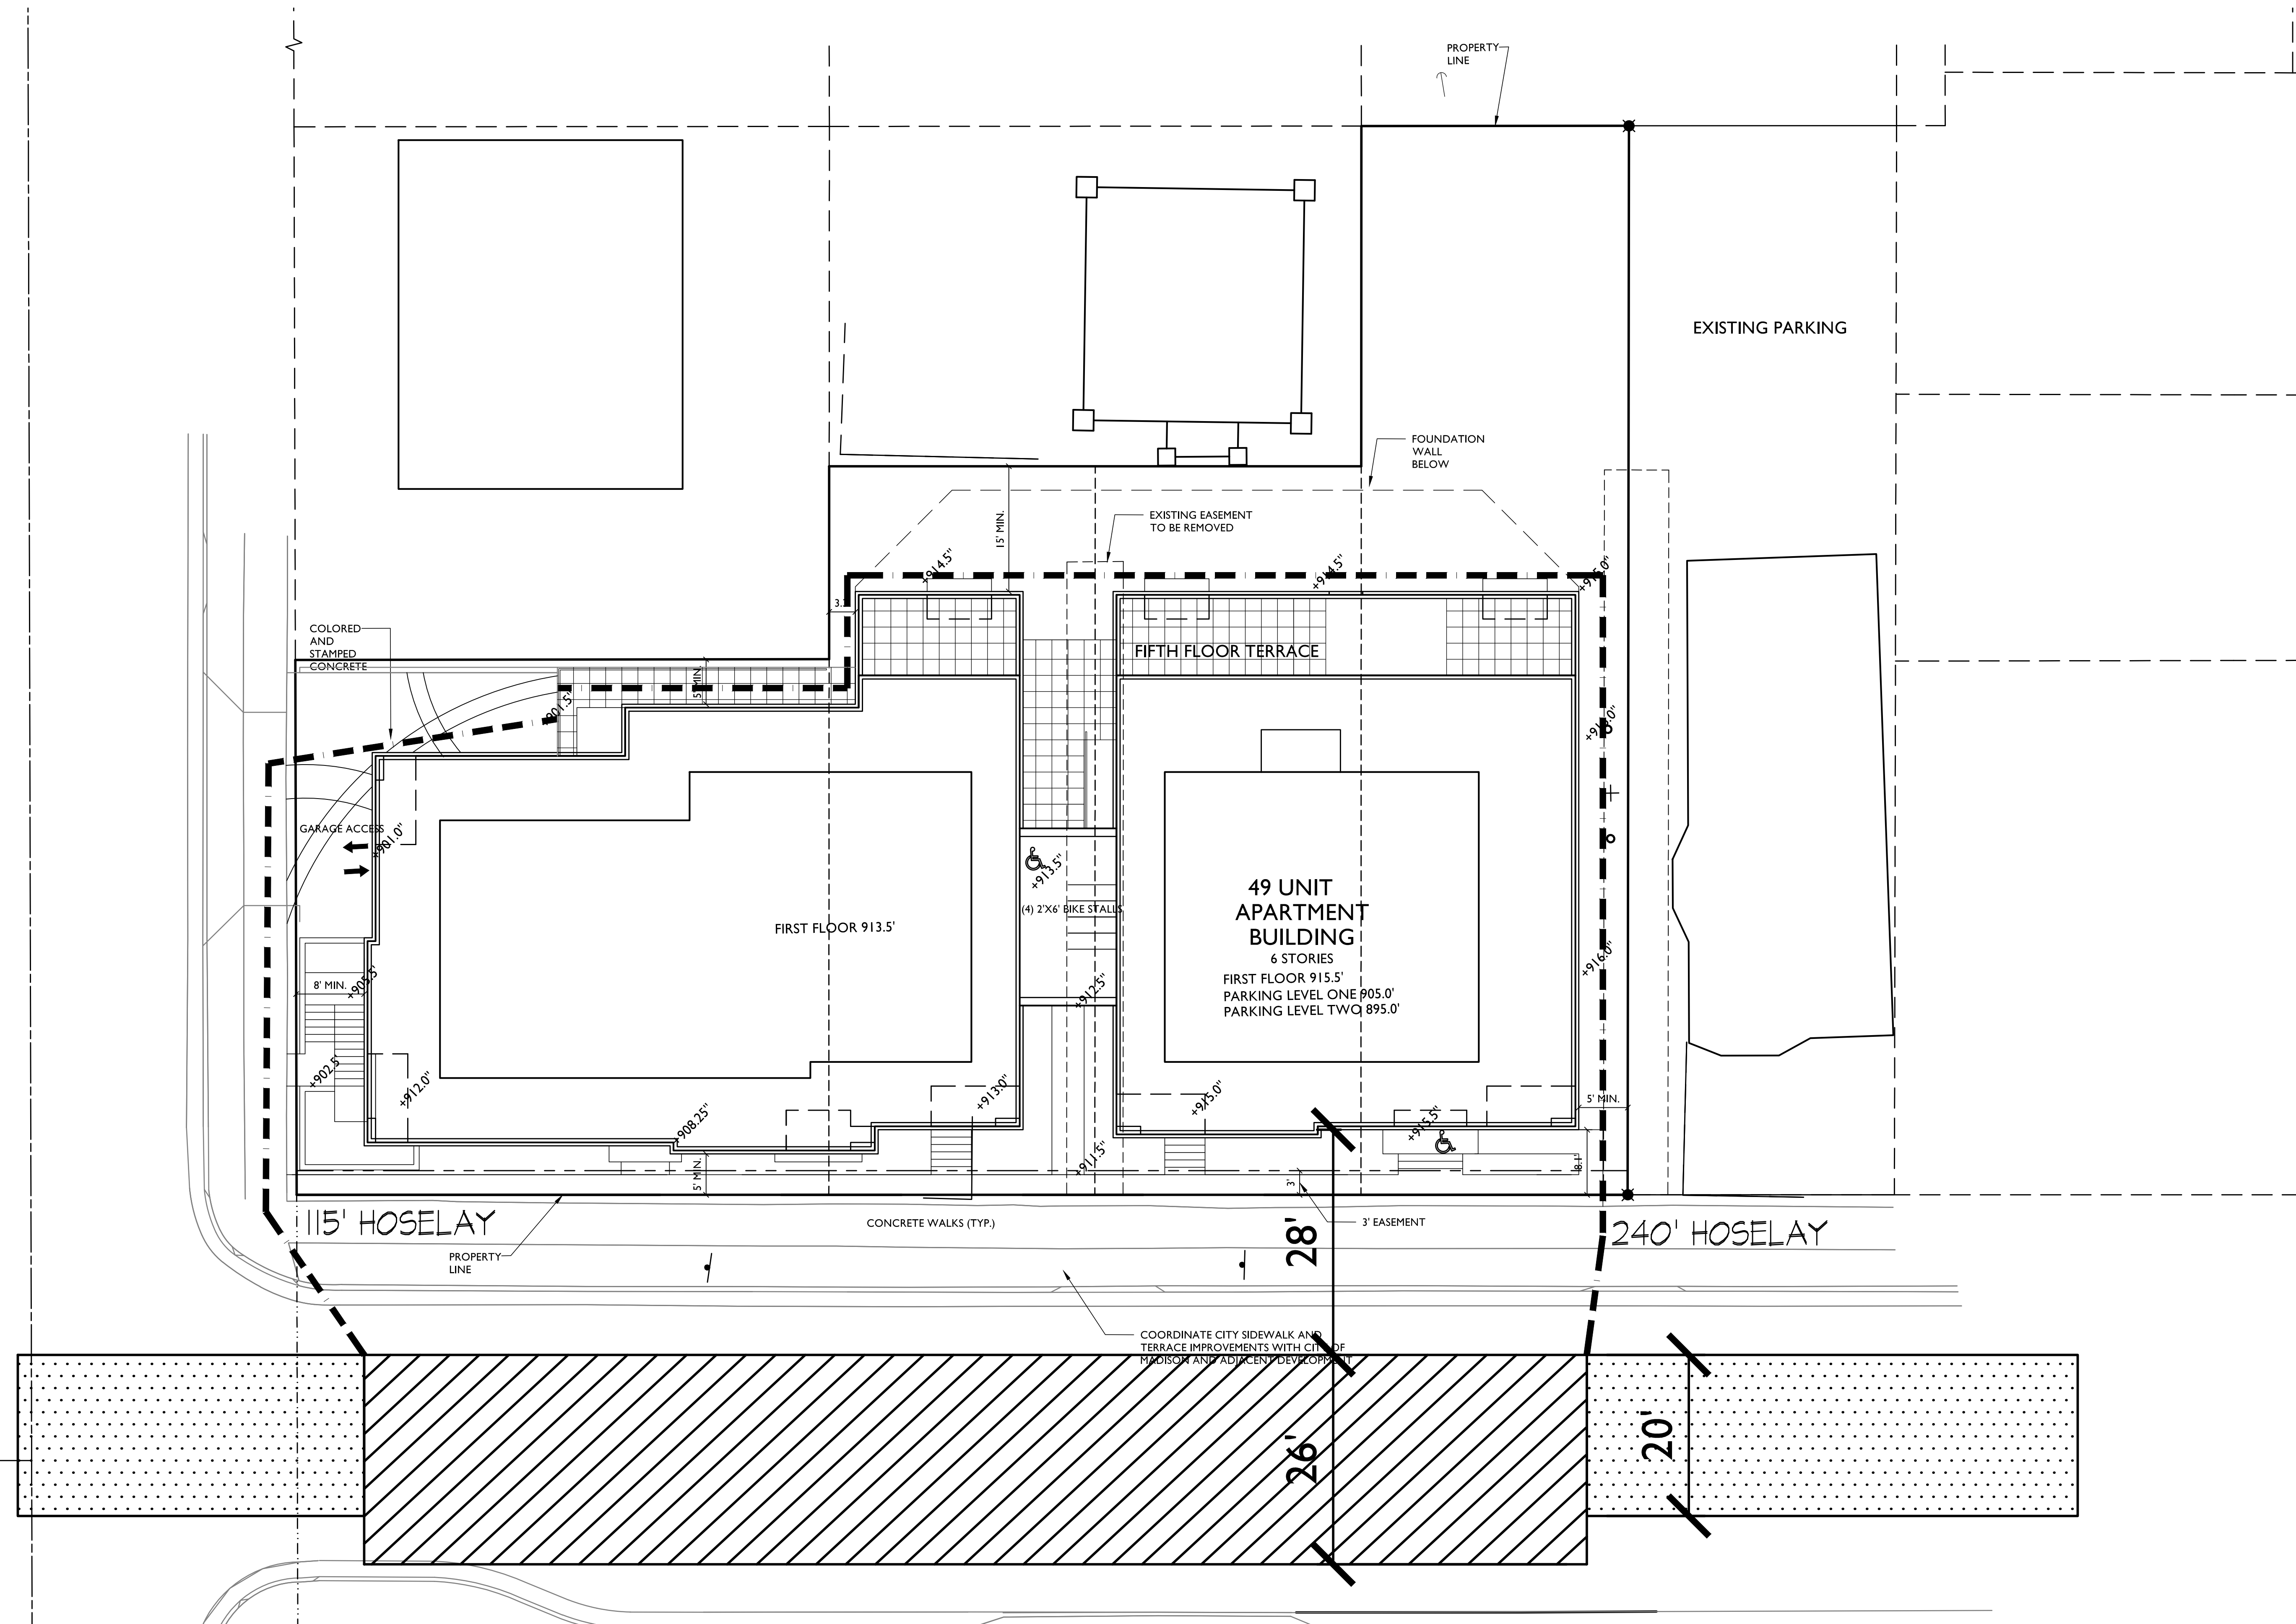 PROPERTY
LINE
EXISTING PARKING
FOUNDATION
WALL
BELOW
EXISTING EASEMENT
TO BE REMOVED
15' MIN.
+914.5"
+914.5"
COLORED
AND
STAMPED
CONCRETE
5' MIN.
+901.5"
FIFTH FLOOR TERRACE
GARAGE ACCESS
+901.0"
+913.5"
(4) 2'X6' BIKE STALLS
49 UNIT
APARTMENT
BUILDING
6 STORIES
FIRST FLOOR 913.5'
FIRST FLOOR 915.5'
PARKING LEVEL ONE 905.0'
PARKING LEVEL TWO 895.0'
+916.0"
8' MIN.
+905.5'
+912.5"
+902.5'
+912.0"
+913.0"
+915.0"
5' MIN.
+908.25"
+915.5"
+911.5"
5' MIN.
3'
8.1'
115' HOSELAY
CONCRETE WALKS (TYP.)
28'
3' EASEMENT
240' HOSELAY
PROPERTY
LINE
COORDINATE CITY SIDEWALK AND
TERRACE IMPROVEMENTS WITH CITY OF
MADISON AND ADJACENT DEVELOPMENT
26'
20'